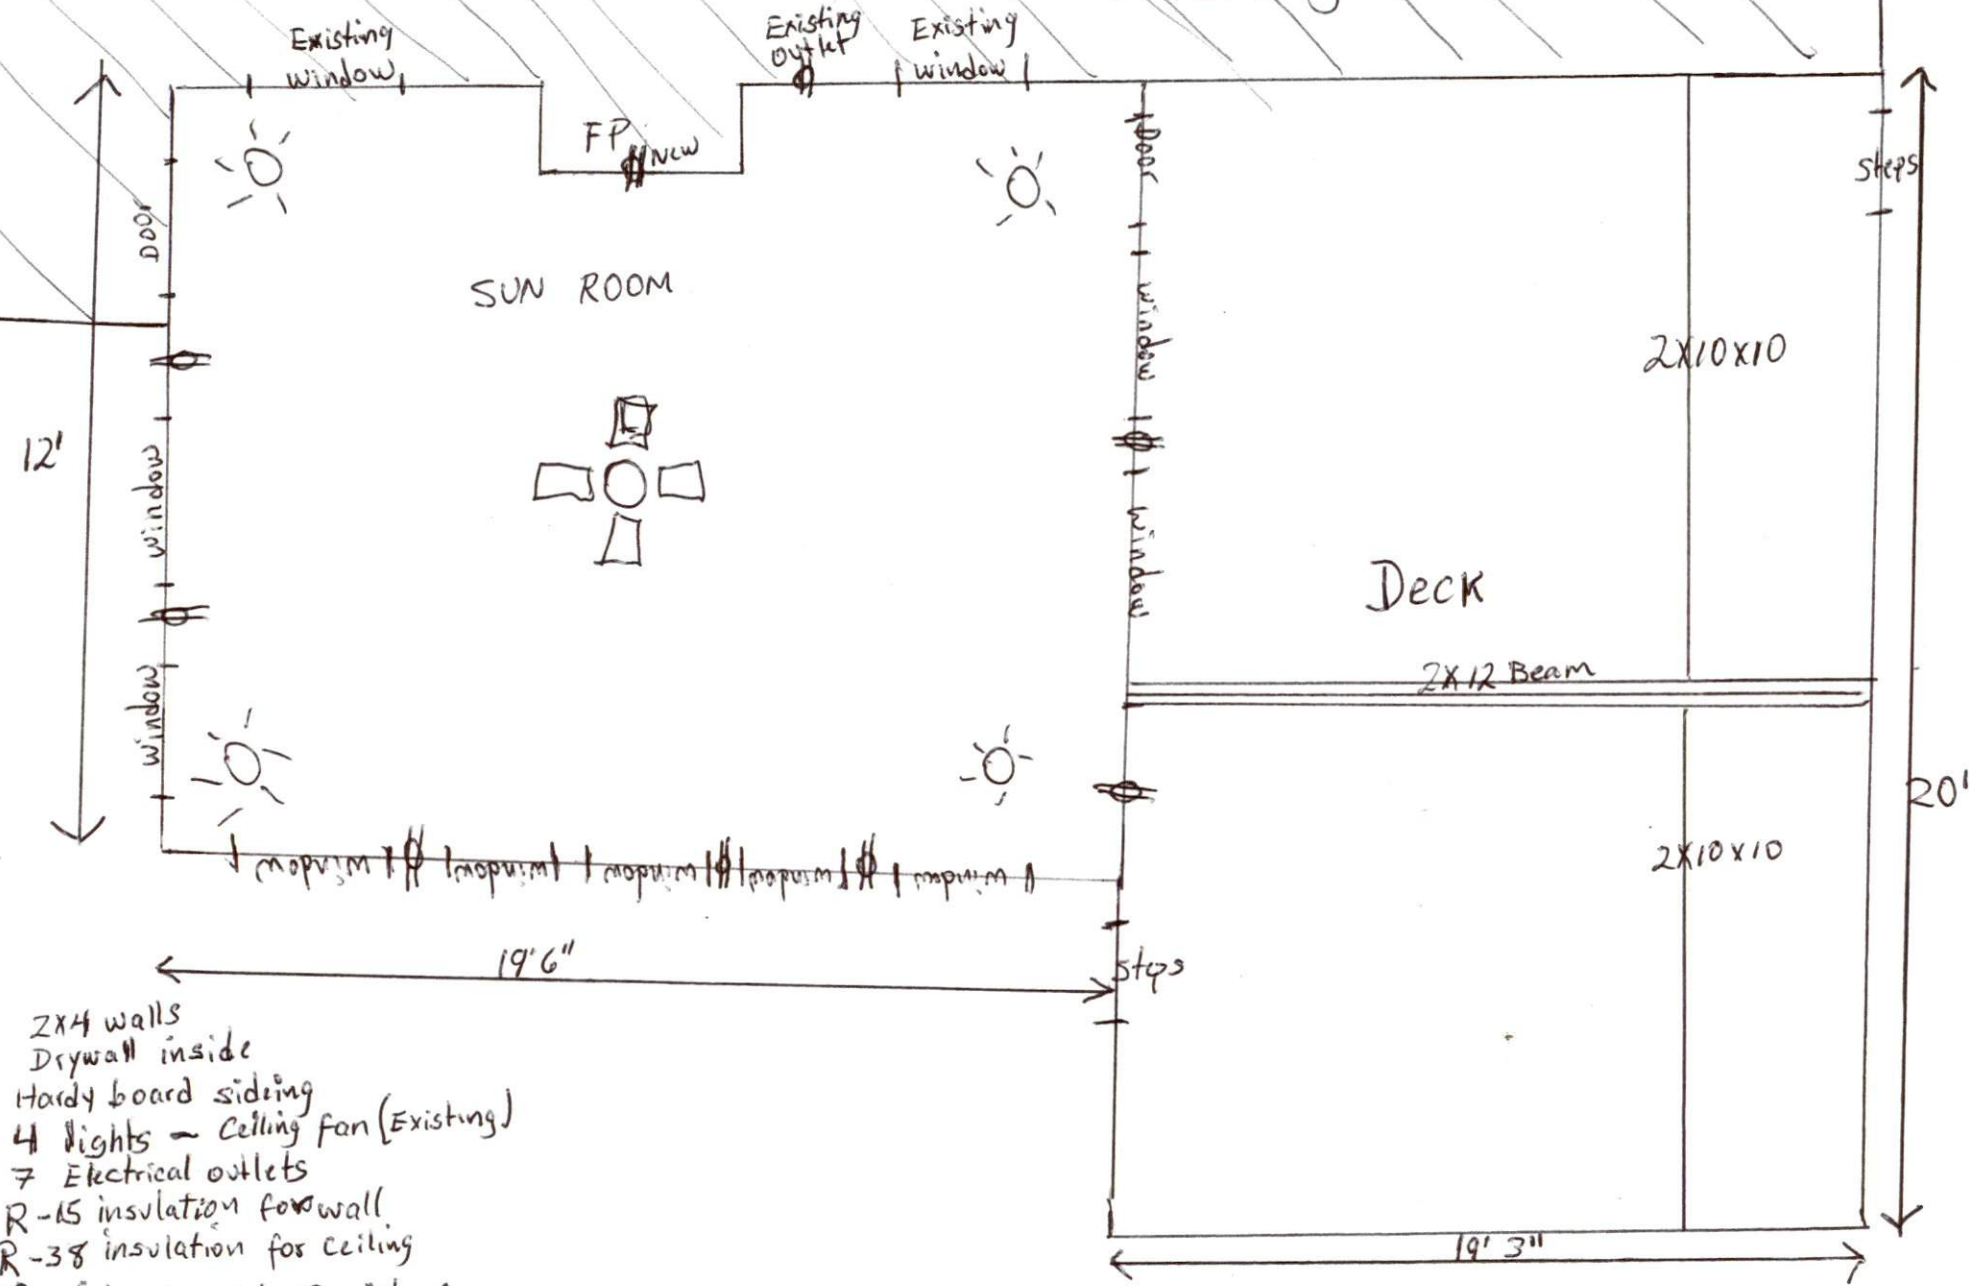 Existing
window
Existing
outlet
Existing
window
FP
New
Door
Door
Steps
SUN ROOM
window
2X10X10
12'
window
window
Deck
2X12 Beam
window
20'
2X10X10
window
window
window
window
window
19'6"
Steps
2X4 walls
Drywall inside
Hardy board sideing
4 lights - Ceiling fan (Existing)
7 Electrical outlets
R-15 insulation for wall
R-38 insulation for ceiling
19' 3"